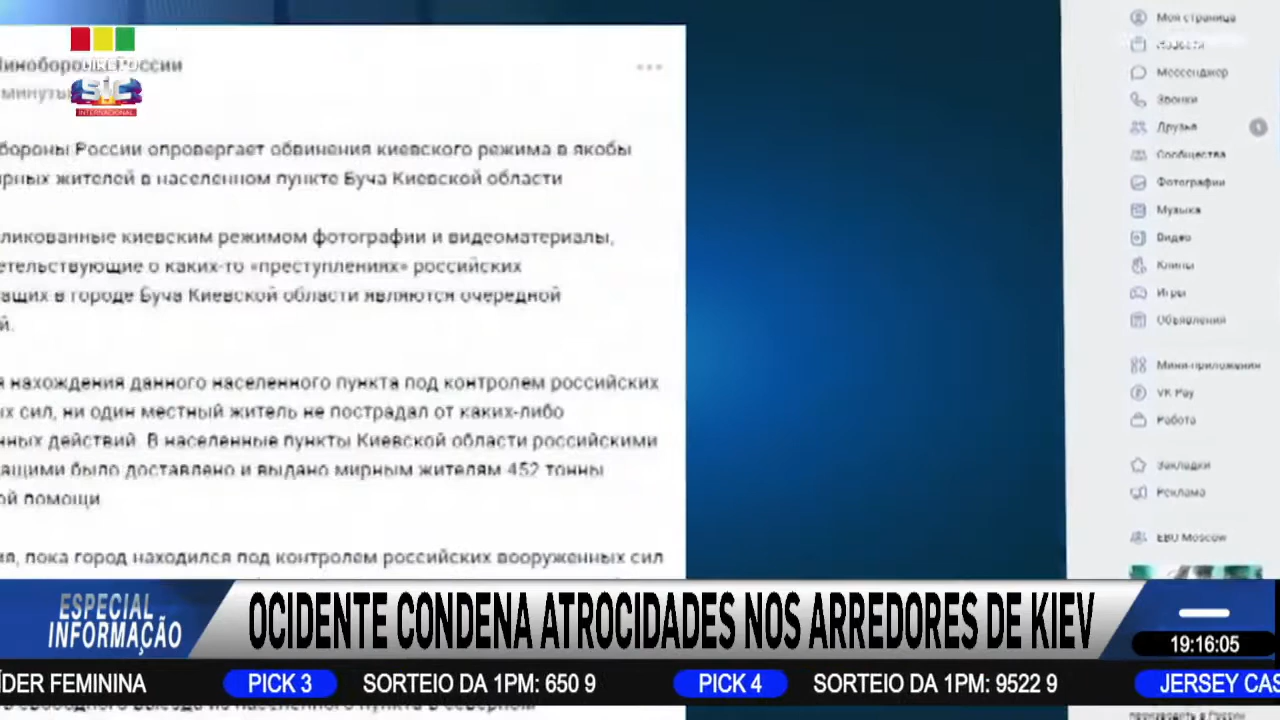 Минобороны России
минуты
DIRETO
SIC
INTERNACIONAL
бороны России опровергает обвинения киевского режима в якобы
рных жителей в населенном пункте Буча Киевской области
ликованные киевским режимом фотографии и видеоматериалы,
етельствующие о каких-то «преступлениях» российских
ащих в городе Буча Киевской области являются очередной
й.
я нахождения данного населенного пункта под контролем российских
ых сил, ни один местный житель не пострадал от каких-либо
нных действий. В населенные пункты Киевской области российскими
ащими было доставлено и выдано мирным жителям 452 тонны
ой помощи
ия, пока город находился под контролем российских вооруженных сил
Моя страница
Новости
Мессенджер
Звонки
Друзья
Сообщества
Фотографии
Музыка
Видео
Клипы
Игры
Объявления
Мини-приложения
VK Pay
Работа
Закладки
Реклама
EBU Moscow
ESPECIAL
INFORMAÇÃO
OCIDENTE CONDENA ATROCIDADES NOS ARREDORES DE KIEV
19:16:05
ÍDER FEMININA PICK 3 SORTEIO DA 1PM: 650 9 PICK 4 SORTEIO DA 1PM: 9522 9 JERSEY CAS